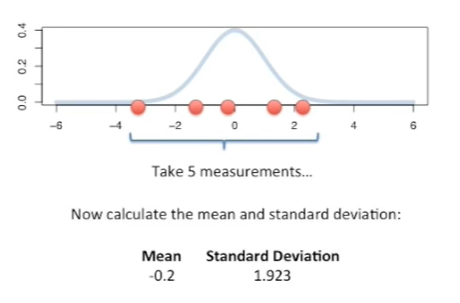 0.4
0.2
0.0
-6 -4 -2 0 2 4 6
Take 5 measurements...
Now calculate the mean and standard deviation:
Mean Standard Deviation
-0.2 1.923